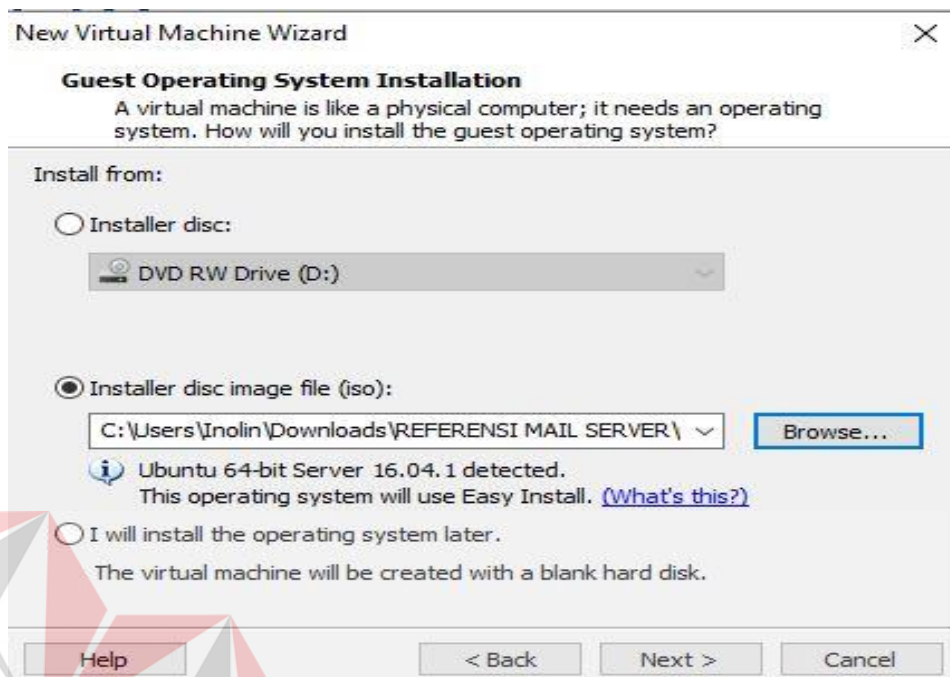 New Virtual Machine Wizard
Guest Operating System Installation
A virtual machine is like a physical computer; it needs an operating
system. How will you install the guest operating system?
Install from:
Installer disc:
DVD RW Drive (D:)
Installer disc image file (iso):
C:\Users\Inolin\Downloads\REFERENSI MAIL SERVER\
Browse...
Ubuntu 64-bit Server 16.04.1 detected.
This operating system will use Easy Install. (What's this?)
I will install the operating system later.
The virtual machine will be created with a blank hard disk.
Help
< Back
Next >
Cancel